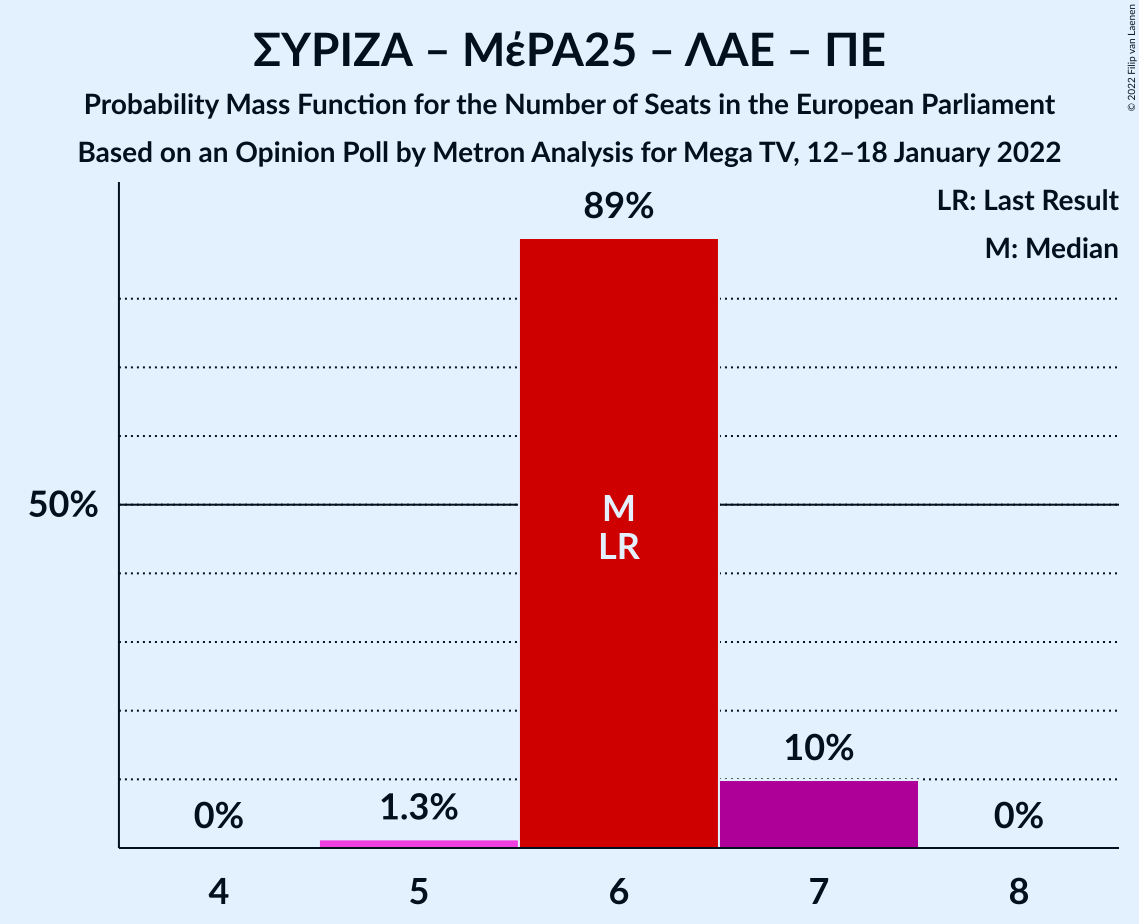 ΣΥΡΙΖΑ – ΜέΡΑ25 – ΛΑΕ – ΠΕ
Probability Mass Function for the Number of Seats in the European Parliament
Based on an Opinion Poll by Metron Analysis for Mega TV, 12–18 January 2022
© 2022 Filip van Laenen
LR: Last Result
M: Median
89%
50%
M
LR
10%
1.3%
0%
0%
4
5
6
7
8